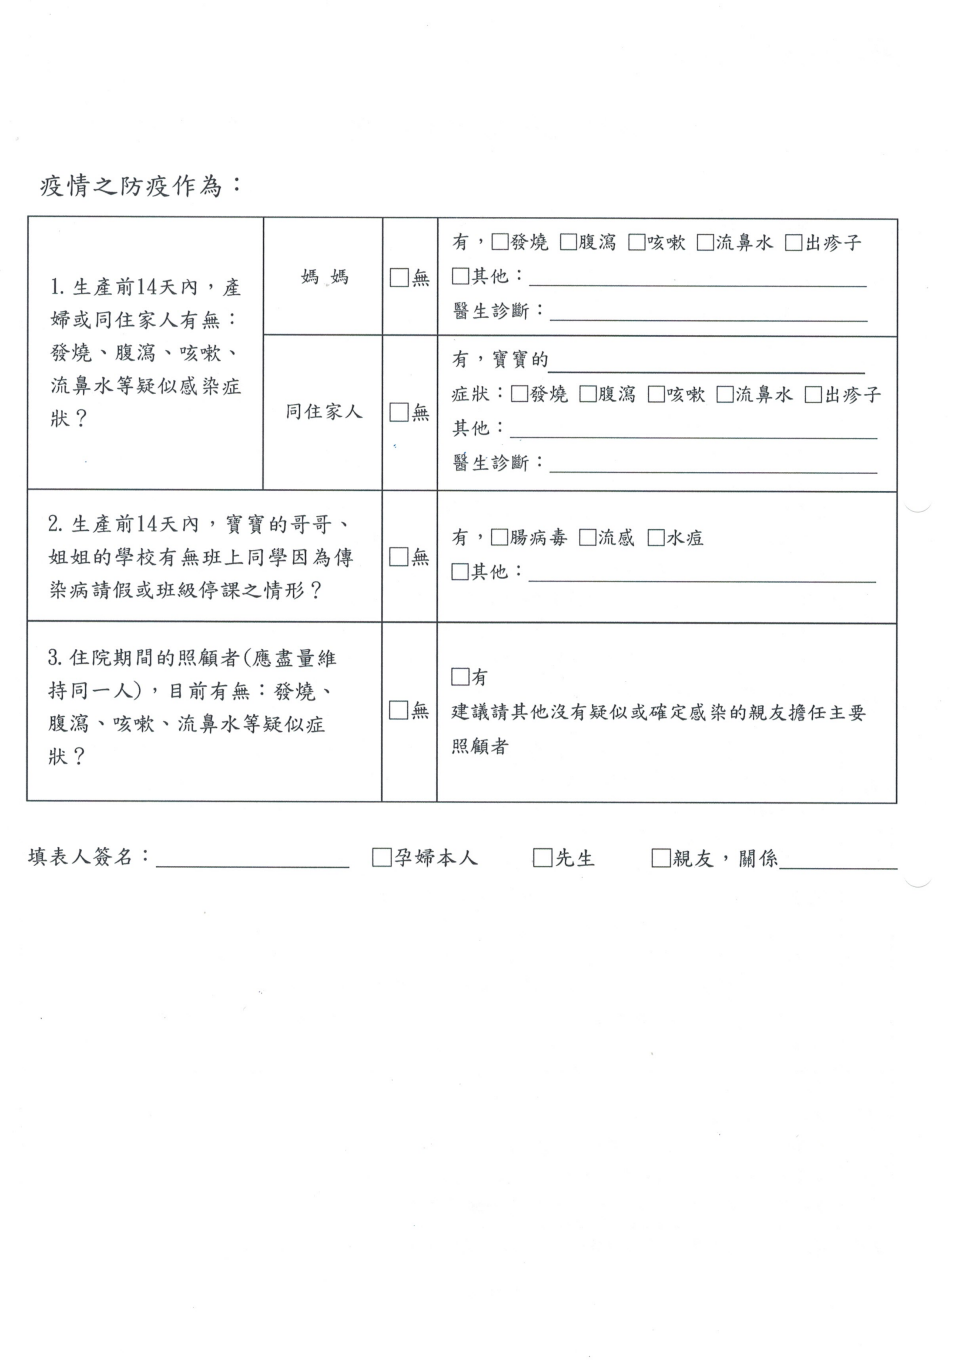 疫情之防疫作為：
1. 生產前14天內，產
婦或同住家人有無：
發燒、腹瀉、咳嗽、
流鼻水等疑似感染症
狀？
媽 媽
□無
有，□發燒 □腹瀉 □咳嗽 □流鼻水 □出疹子
□其他：
醫生診斷：
同住家人
□無
有，寶寶的
症狀：□發燒 □腹瀉 □咳嗽 □流鼻水 □出疹子
其他：
醫生診斷：
2. 生產前14天內，寶寶的哥哥、
姐姐的學校有無班上同學因為傳
染病請假或班級停課之情形？
□無
有，□腸病毒 □流感 □水痘
□其他：
3. 住院期間的照顧者(應盡量維
持同一人)，目前有無：發燒、
腹瀉、咳嗽、流鼻水等疑似症
狀？
□無
□有
建議請其他沒有疑似或確定感染的親友擔任主要
照顧者
填表人簽名： □孕婦本人 □先生 □親友，關係